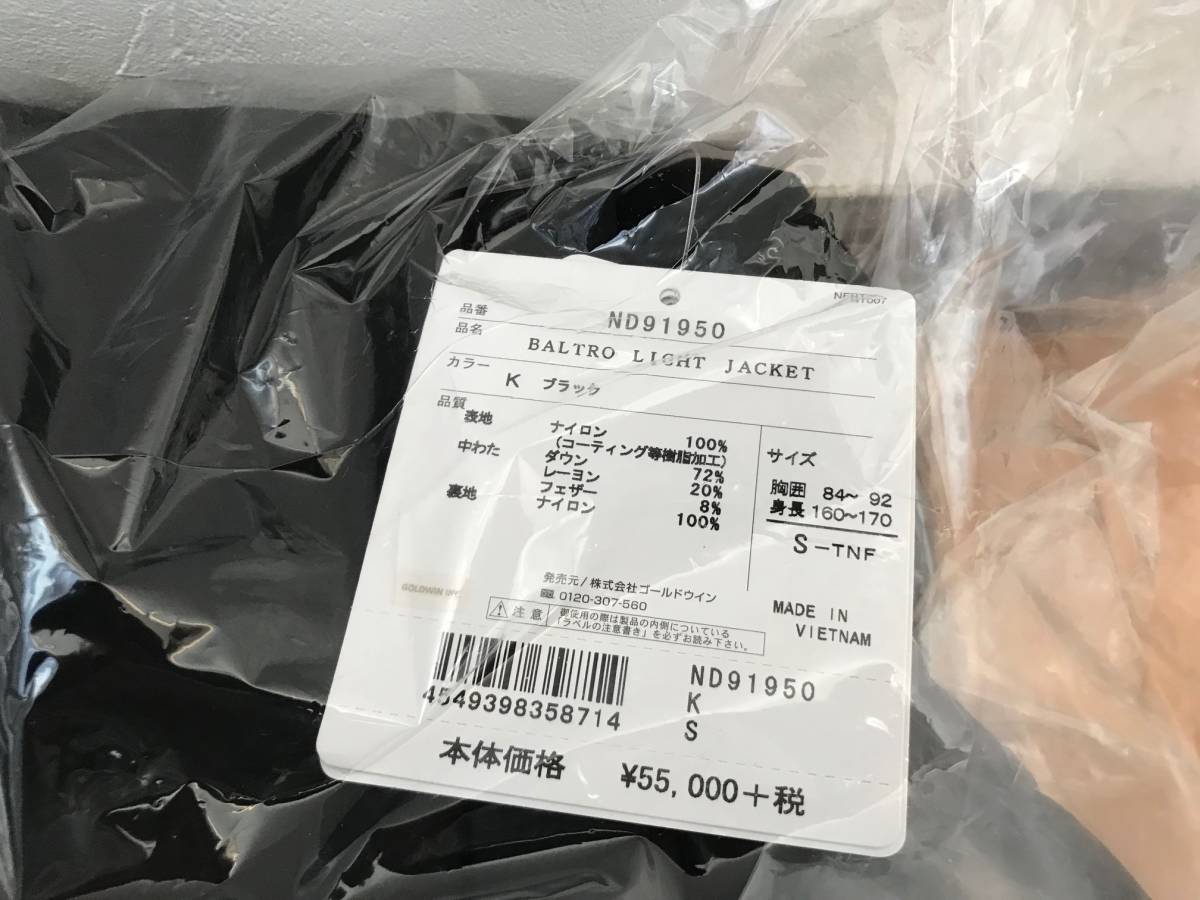 品番 ND91950
品名 BALTRO LIGHT JACKET
カラー K ブラック
品質
表地 ナイロン 100%
(コーティング等樹脂加工)
中わた ダウン 72%
レーヨン 20%
フェザー 8%
裏地 ナイロン 100%
サイズ
胸囲 84~ 92
身長 160~170
S-TNF
MADE IN
VIETNAM
発売元/株式会社ゴールドウイン
0120-307-560
GOLDWIN INC.
注意 御使用の際は製品の内側についている
「ラベルの注意書き」を必ずお読み下さい。
4549398358714
ND91950
K
S
本体価格 ¥55,000+税